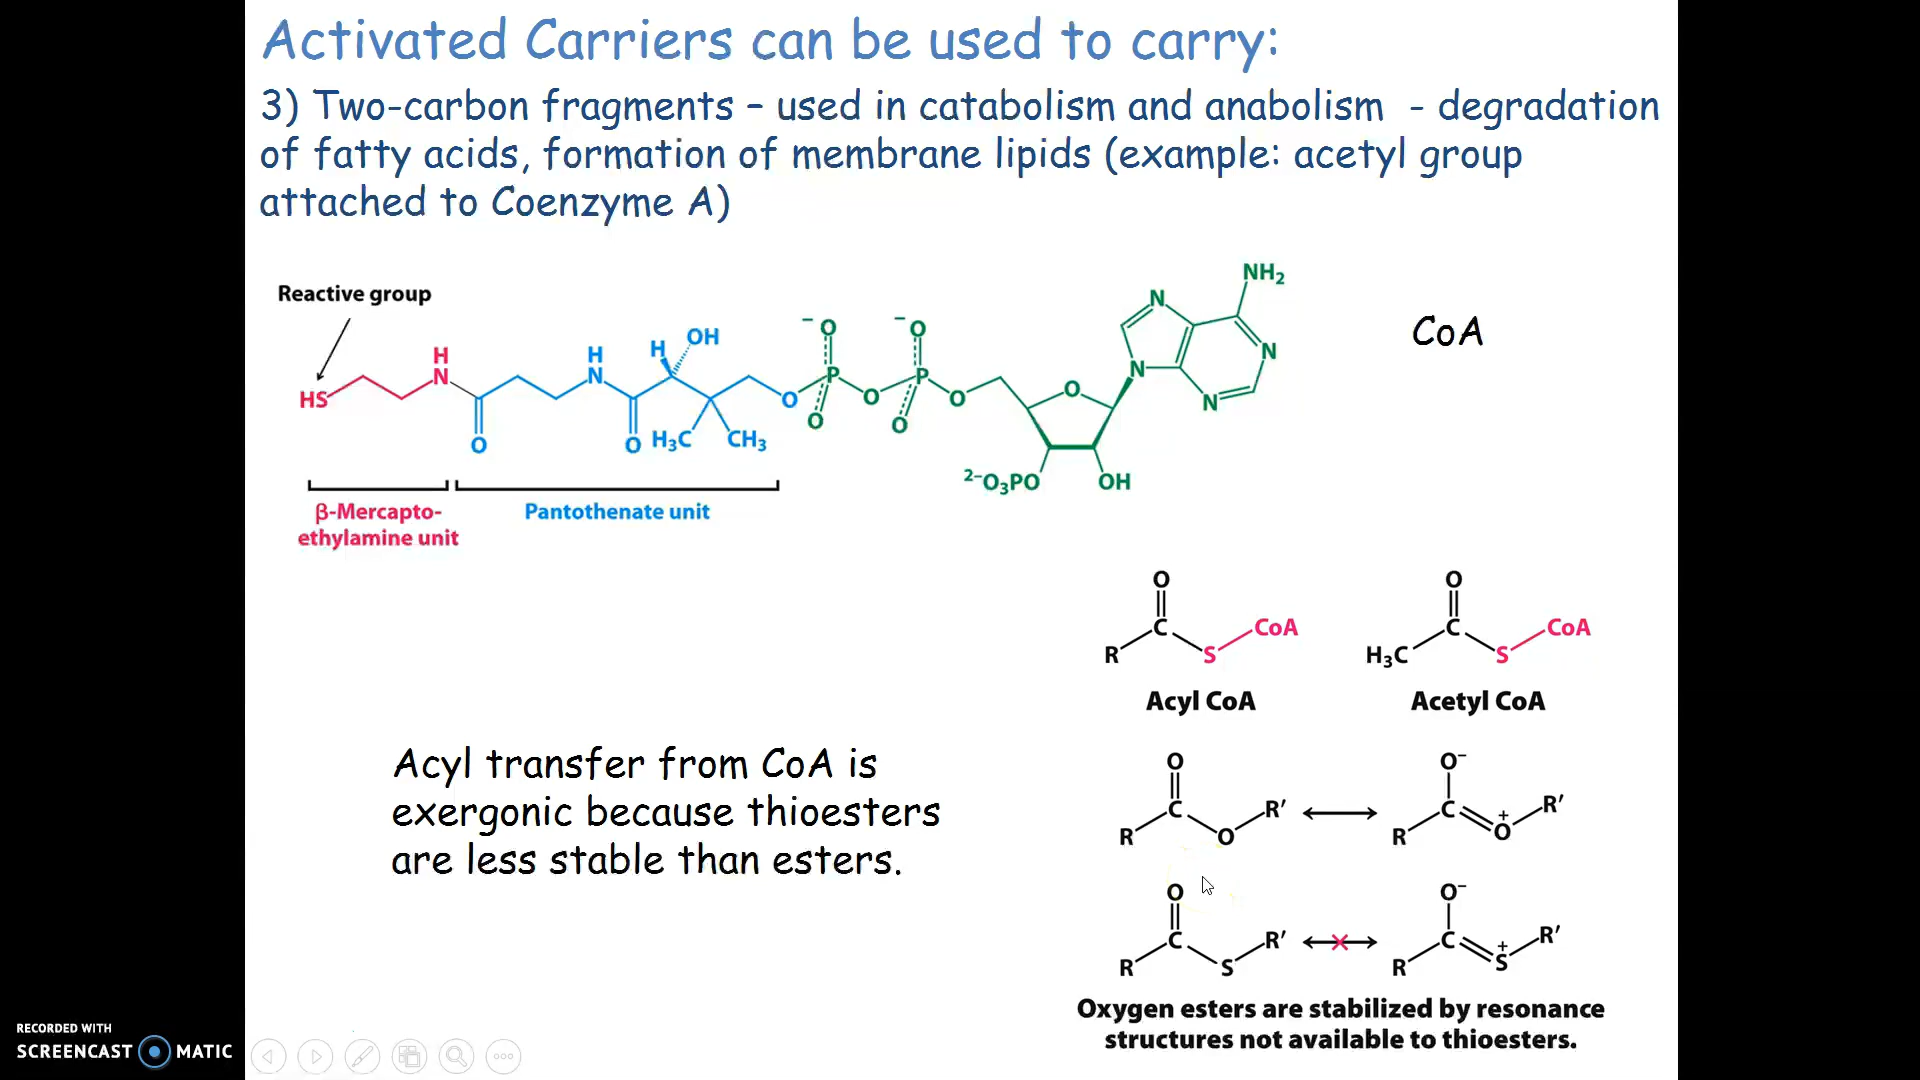 Activated Carriers can be used to carry:
3) Two-carbon fragments – used in catabolism and anabolism - degradation
of fatty acids, formation of membrane lipids (example: acetyl group
attached to Coenzyme A)
Reactive group
CoA
NH₂
N
N
N
N
HS
H
N
O
H
N
O
H
OH
H₃C
CH₃
O
⁻O
P
O
O
⁻O
P
O
O
O
²⁻O₃PO
OH
β-Mercapto-
ethylamine unit
Pantothenate unit
O
C
R
S
CoA
Acyl CoA
O
C
H₃C
S
CoA
Acetyl CoA
Acyl transfer from CoA is
exergonic because thioesters
are less stable than esters.
O
C
R
O
R′
O⁻
C
R
+
O
R′
O
C
R
S
R′
O⁻
C
R
+
S
R′
Oxygen esters are stabilized by resonance
structures not available to thioesters.
RECORDED WITH
SCREENCAST MATIC